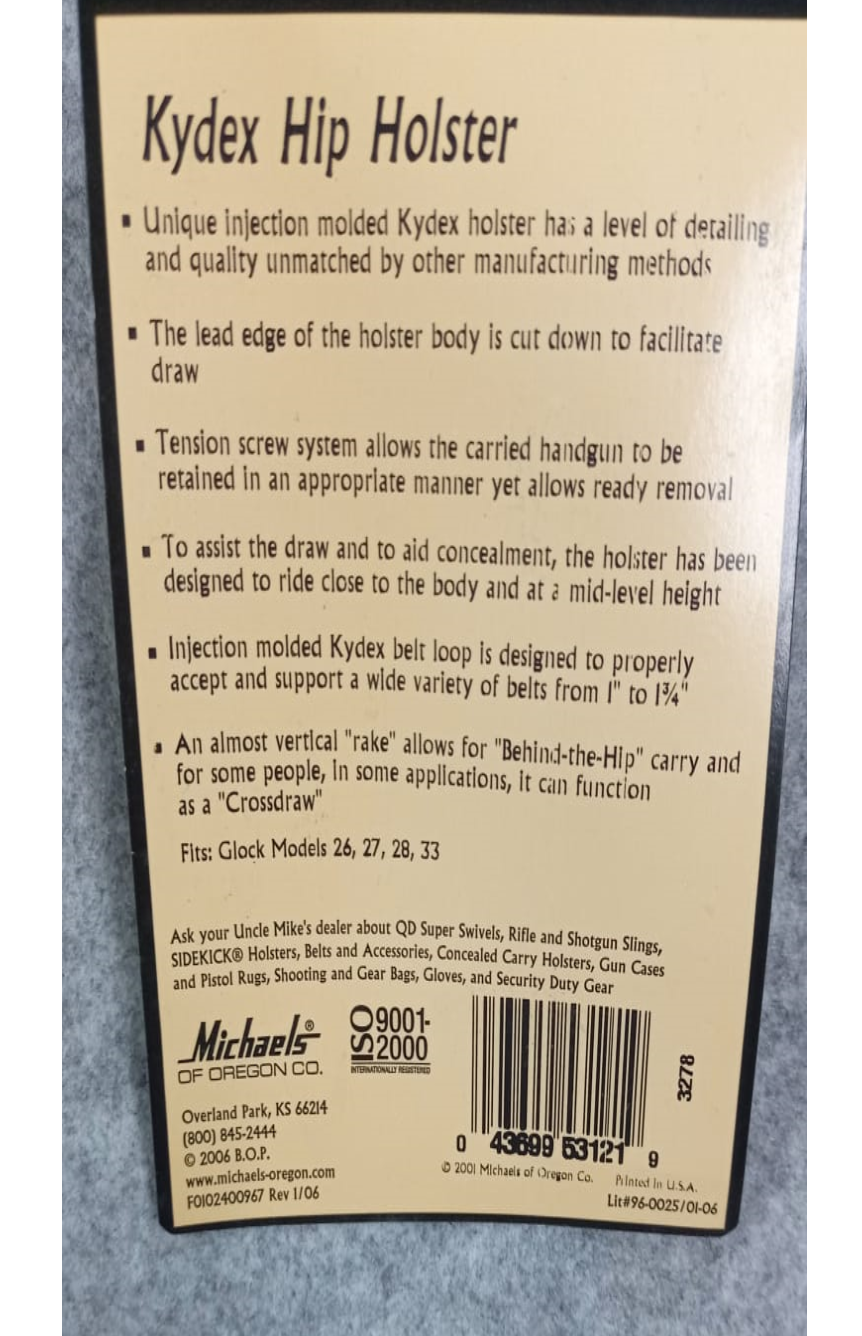 Kydex Hip Holster
▪ Unique injection molded Kydex holster has a level of detailing
and quality unmatched by other manufacturing methods
▪ The lead edge of the holster body is cut down to facilitate
draw
▪ Tension screw system allows the carried handgun to be
retained in an appropriate manner yet allows ready removal
▪ To assist the draw and to aid concealment, the holster has been
designed to ride close to the body and at a mid-level height
▪ Injection molded Kydex belt loop is designed to properly
accept and support a wide variety of belts from 1" to 1¾"
▪ An almost vertical "rake" allows for "Behind-the-Hip" carry and
for some people, in some applications, it can function
as a "Crossdraw"
Fits: Glock Models 26, 27, 28, 33
Ask your Uncle Mike's dealer about QD Super Swivels, Rifle and Shotgun Slings,
SIDEKICK® Holsters, Belts and Accessories, Concealed Carry Holsters, Gun Cases
and Pistol Rugs, Shooting and Gear Bags, Gloves, and Security Duty Gear
Michaels®
OF OREGON CO.
ISO 9001-
2000
INTERNATIONALLY REGISTERED
Overland Park, KS 66214
(800) 845-2444
© 2006 B.O.P.
www.michaels-oregon.com
F0102400967 Rev 1/06
0 43699 53121 9
3278
© 2001 Michaels of Oregon Co. Printed in U.S.A.
Lit#96-0025/01-06